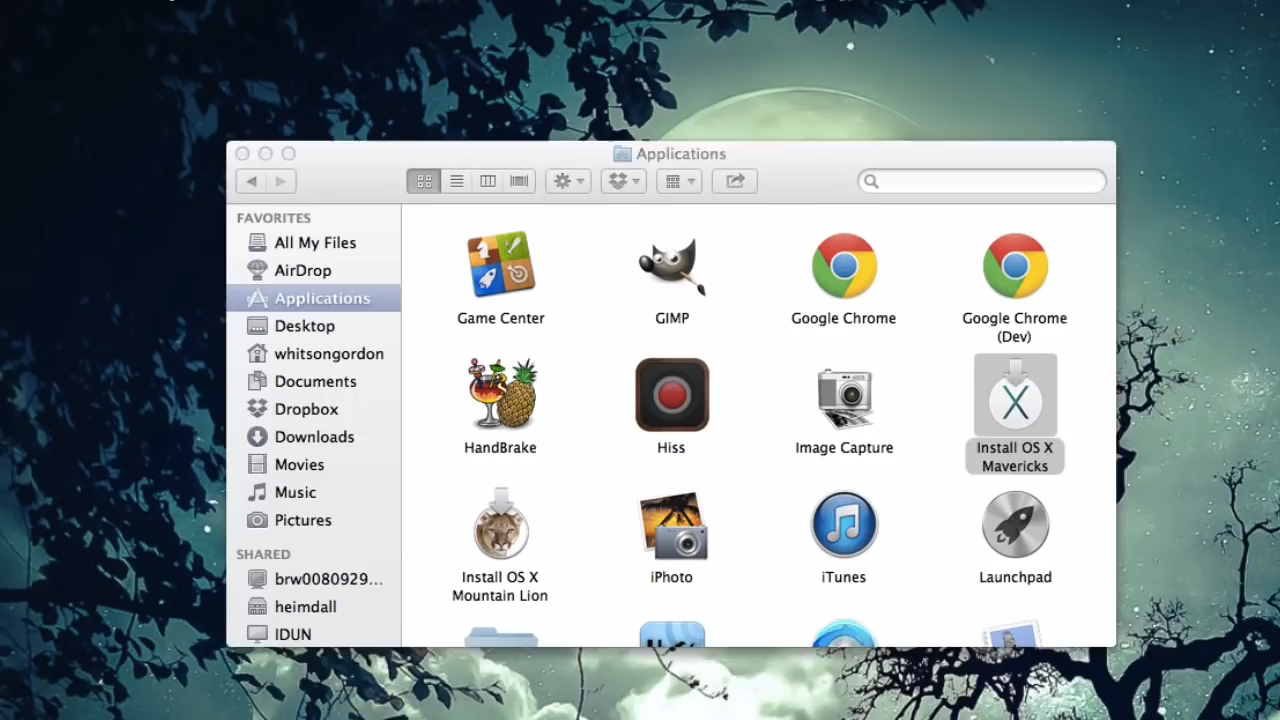 Applications
FAVORITES
All My Files
AirDrop
Applications
Desktop
whitsongordon
Documents
Dropbox
Downloads
Movies
Music
Pictures
SHARED
brw0080929...
heimdall
IDUN
Game Center
GIMP
Google Chrome
Google Chrome
(Dev)
HandBrake
Hiss
Image Capture
Install OS X
Mavericks
Install OS X
Mountain Lion
iPhoto
iTunes
Launchpad